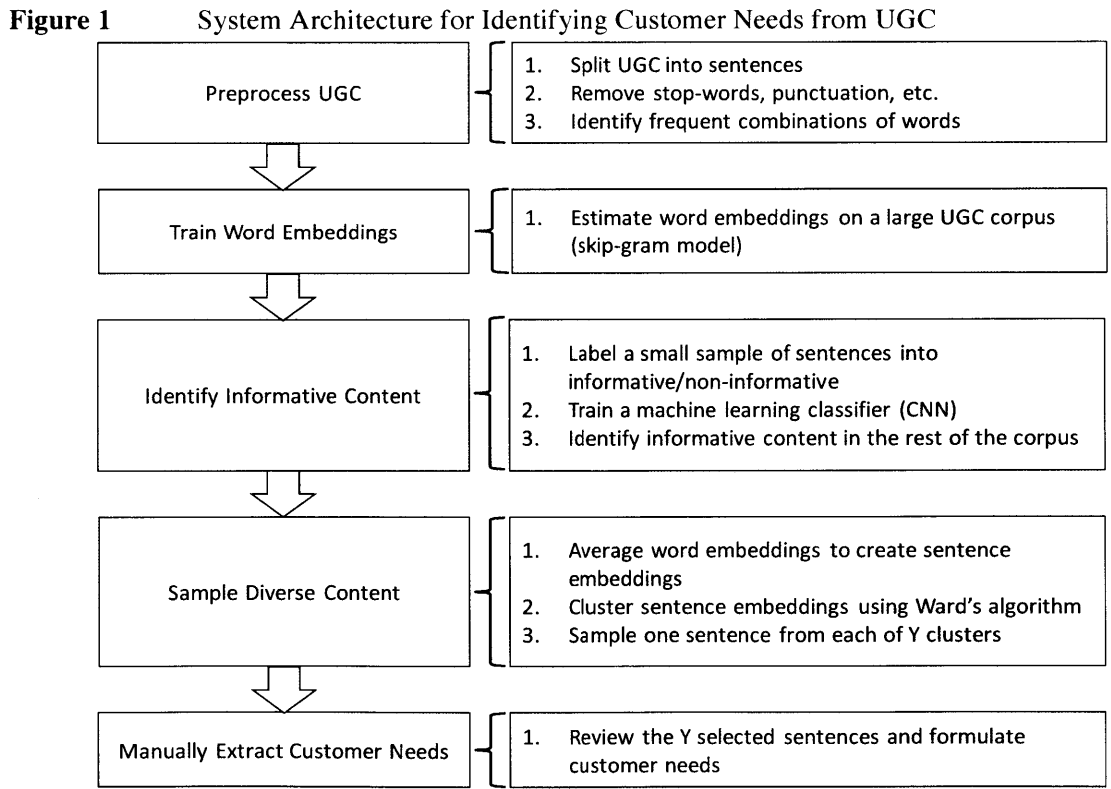 Figure 1 System Architecture for Identifying Customer Needs from UGC
Preprocess UGC
1. Split UGC into sentences
2. Remove stop-words, punctuation, etc.
3. Identify frequent combinations of words
Train Word Embeddings
1. Estimate word embeddings on a large UGC corpus
(skip-gram model)
Identify Informative Content
1. Label a small sample of sentences into
informative/non-informative
2. Train a machine learning classifier (CNN)
3. Identify informative content in the rest of the corpus
Sample Diverse Content
1. Average word embeddings to create sentence
embeddings
2. Cluster sentence embeddings using Ward's algorithm
3. Sample one sentence from each of Y clusters
Manually Extract Customer Needs
1. Review the Y selected sentences and formulate
customer needs